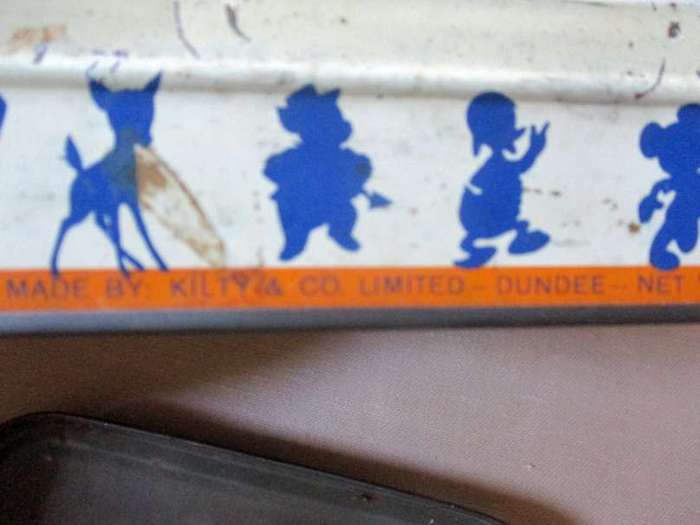 MADE BY: KILTY & CO. LIMITED - DUNDEE - NET